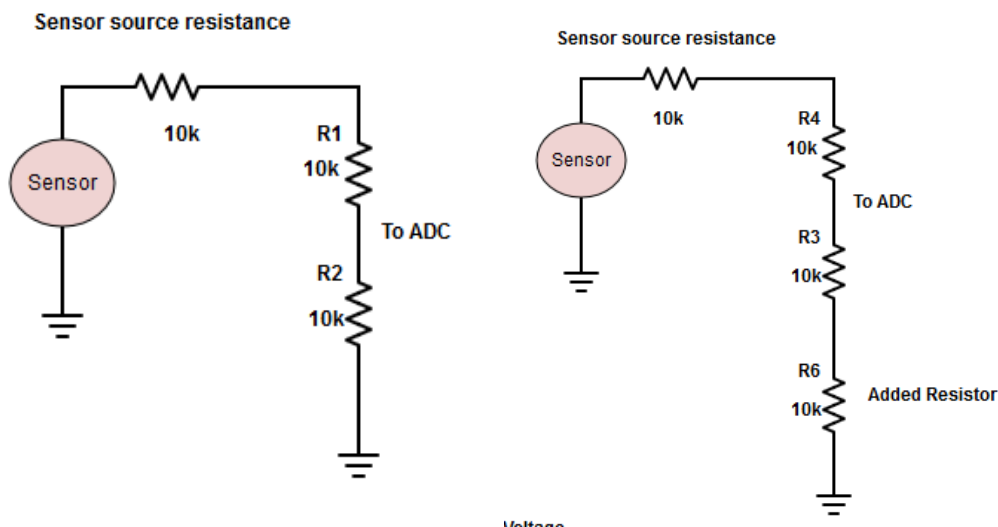 Sensor source resistance
10k
R1
10k
Sensor
To ADC
R2
10k
Sensor source resistance
10k
R4
10k
Sensor
To ADC
R3
10k
R6
10k
Added Resistor
Voltage